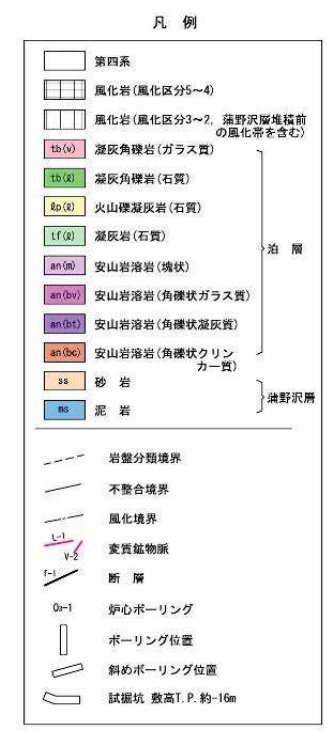 凡 例
第四系
風化岩(風化区分5~4)
風化岩(風化区分3~2, 蒲野沢層堆積前
の風化帯を含む)
tb(v) 凝灰角礫岩(ガラス質)
tb(ℓ) 凝灰角礫岩(石質)
ℓp(ℓ) 火山礫凝灰岩(石質)
tf(ℓ) 凝灰岩(石質)
an(m) 安山岩溶岩(塊状)
泊 層
an(bv) 安山岩溶岩(角礫状ガラス質)
an(bt) 安山岩溶岩(角礫状凝灰質)
an(bc) 安山岩溶岩(角礫状クリン
カー質)
ss 砂 岩
蒲野沢層
ms 泥 岩
岩盤分類境界
不整合境界
風化境界
L-1
V-2
変質鉱物脈
f-1
断 層
O₂-1 炉心ボーリング
ボーリング位置
斜めボーリング位置
試掘坑 敷高T.P.約-16m